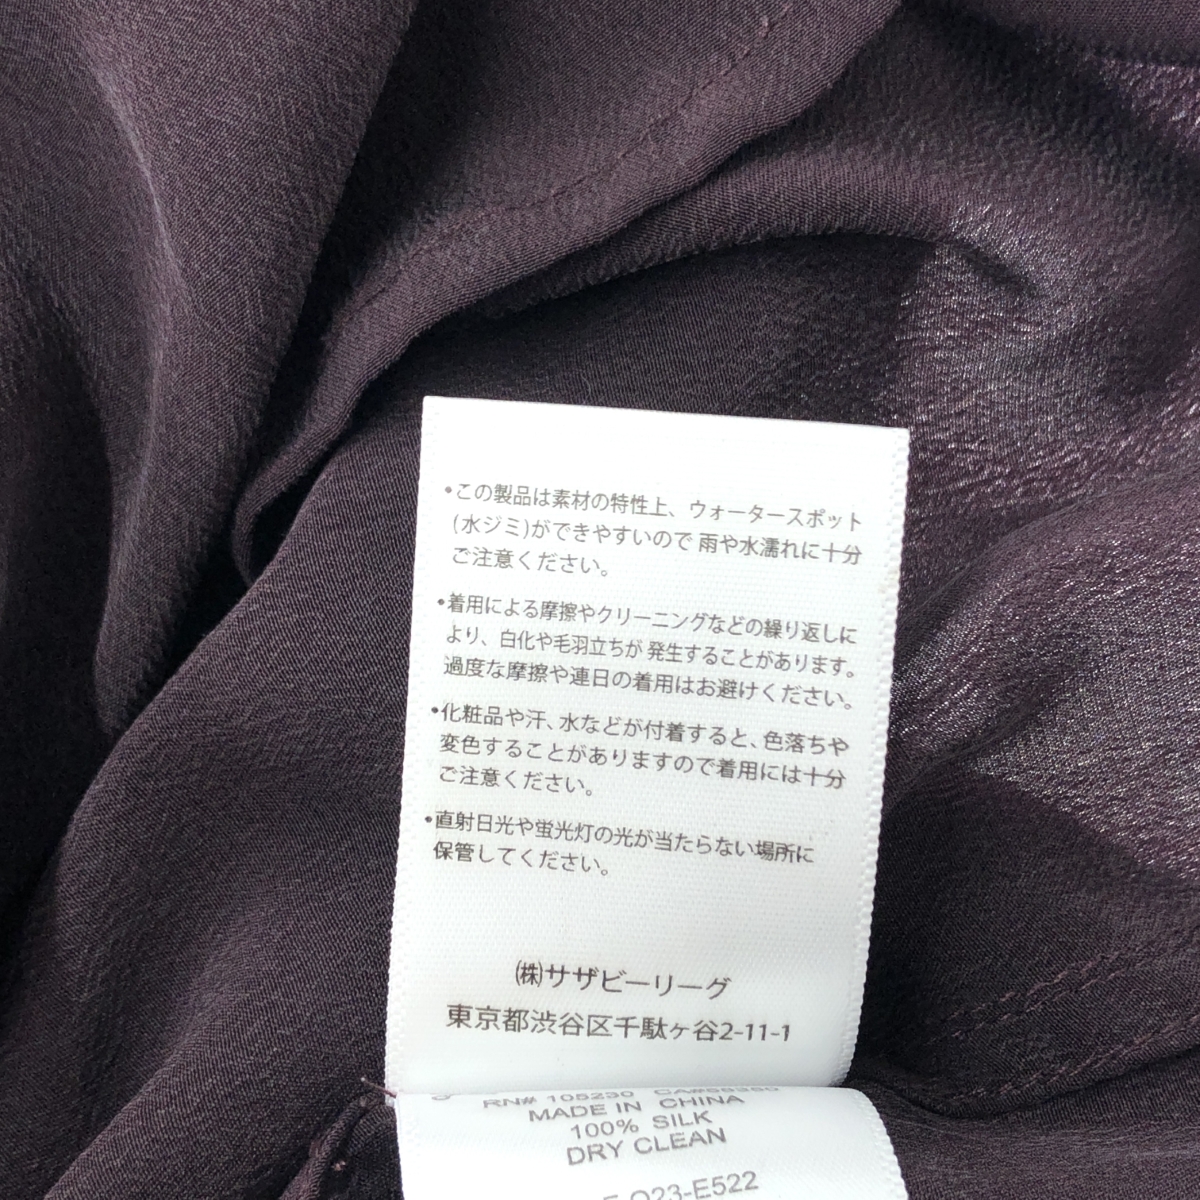 •この製品は素材の特性上、ウォータースポット
(水ジミ)ができやすいので 雨や水濡れに十分
ご注意ください。
•着用による摩擦やクリーニングなどの繰り返しに
より、白化や毛羽立ちが 発生することがあります。
過度な摩擦や連日の着用はお避けください。
•化粧品や汗、水などが付着すると、色落ちや
変色することがありますので着用には十分
ご注意ください。
•直射日光や蛍光灯の光が当たらない場所に
保管してください。
㈱サザビーリーグ
東京都渋谷区千駄ヶ谷2-11-1
RN# 105230
MADE IN CHINA
100% SILK
DRY CLEAN
Q23-E522